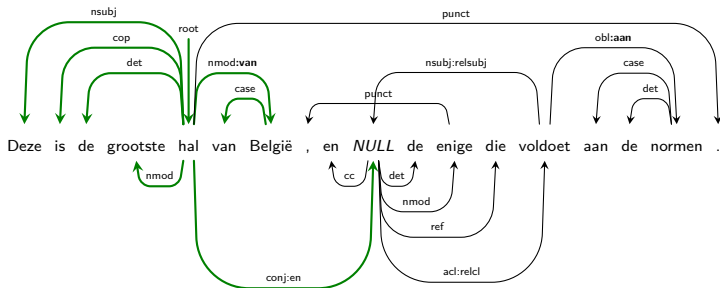 punct
nsubj
root
cop
obl:aan
det
nmod:van
nsubj:relsubj
case
case
punct
det
Deze is de grootste hal van België , en NULL de enige die voldoet aan de normen .
nmod
cc
det
nmod
ref
conj:en
acl:relcl